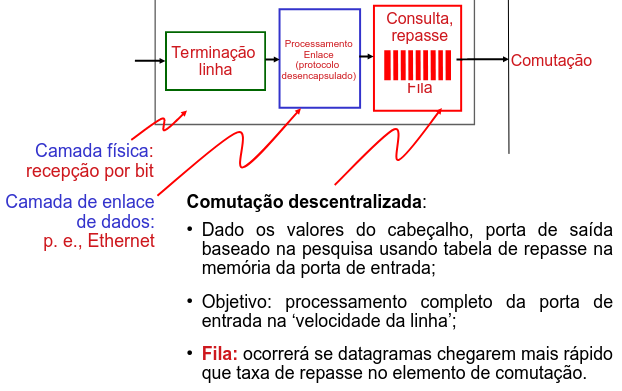 Terminação
linha
Processamento
Enlace
(protocolo
desencapsulado)
Consulta,
repasse
Fila
Comutação
Camada física:
recepção por bit
Camada de enlace
de dados:
p. e., Ethernet
Comutação descentralizada:
• Dado os valores do cabeçalho, porta de saída
baseado na pesquisa usando tabela de repasse na
memória da porta de entrada;
• Objetivo: processamento completo da porta de
entrada na ‘velocidade da linha’;
• Fila: ocorrerá se datagramas chegarem mais rápido
que taxa de repasse no elemento de comutação.